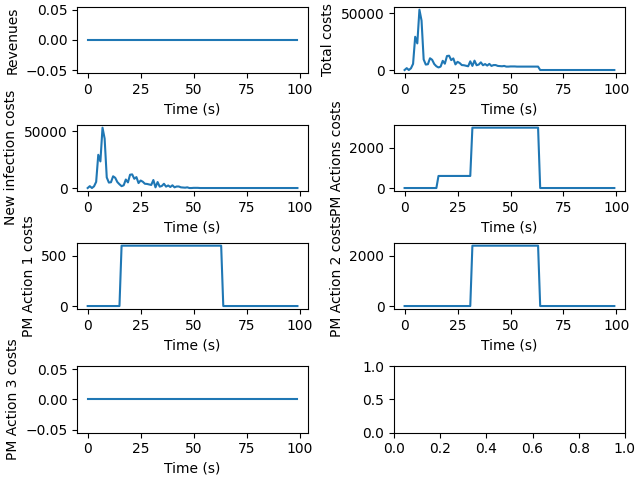 Revenues
0.05
0.00
−0.05
0 25 50 75 100
Time (s)
Total costs
50000
0
0 25 50 75 100
Time (s)
New infection costs
50000
0
0 25 50 75 100
Time (s)
PM Actions costs
2000
0
0 25 50 75 100
Time (s)
PM Action 1 costs
500
0
0 25 50 75 100
Time (s)
PM Action 2 costs
2000
0
0 25 50 75 100
Time (s)
PM Action 3 costs
0.05
0.00
−0.05
0 25 50 75 100
Time (s)
1.0
0.5
0.0
0.0 0.2 0.4 0.6 0.8 1.0